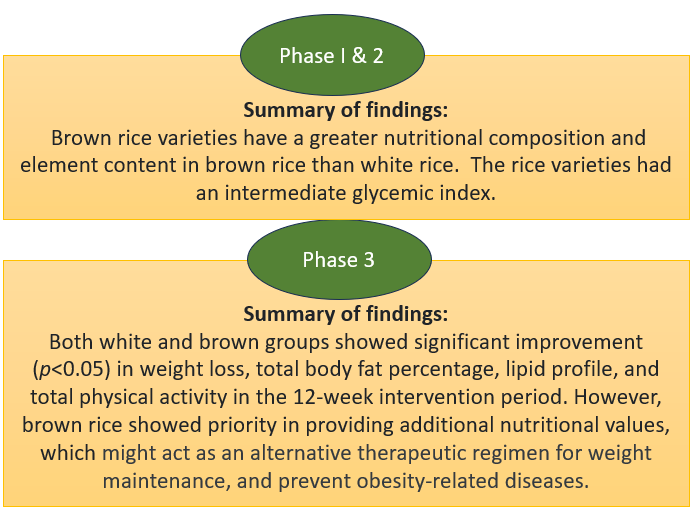 Phase I & 2
Summary of findings:
Brown rice varieties have a greater nutritional composition and
element content in brown rice than white rice.  The rice varieties had
an intermediate glycemic index.
Phase 3
Summary of findings:
Both white and brown groups showed significant improvement
(p<0.05) in weight loss, total body fat percentage, lipid profile, and
total physical activity in the 12-week intervention period. However,
brown rice showed priority in providing additional nutritional values,
which might act as an alternative therapeutic regimen for weight
maintenance, and prevent obesity-related diseases.